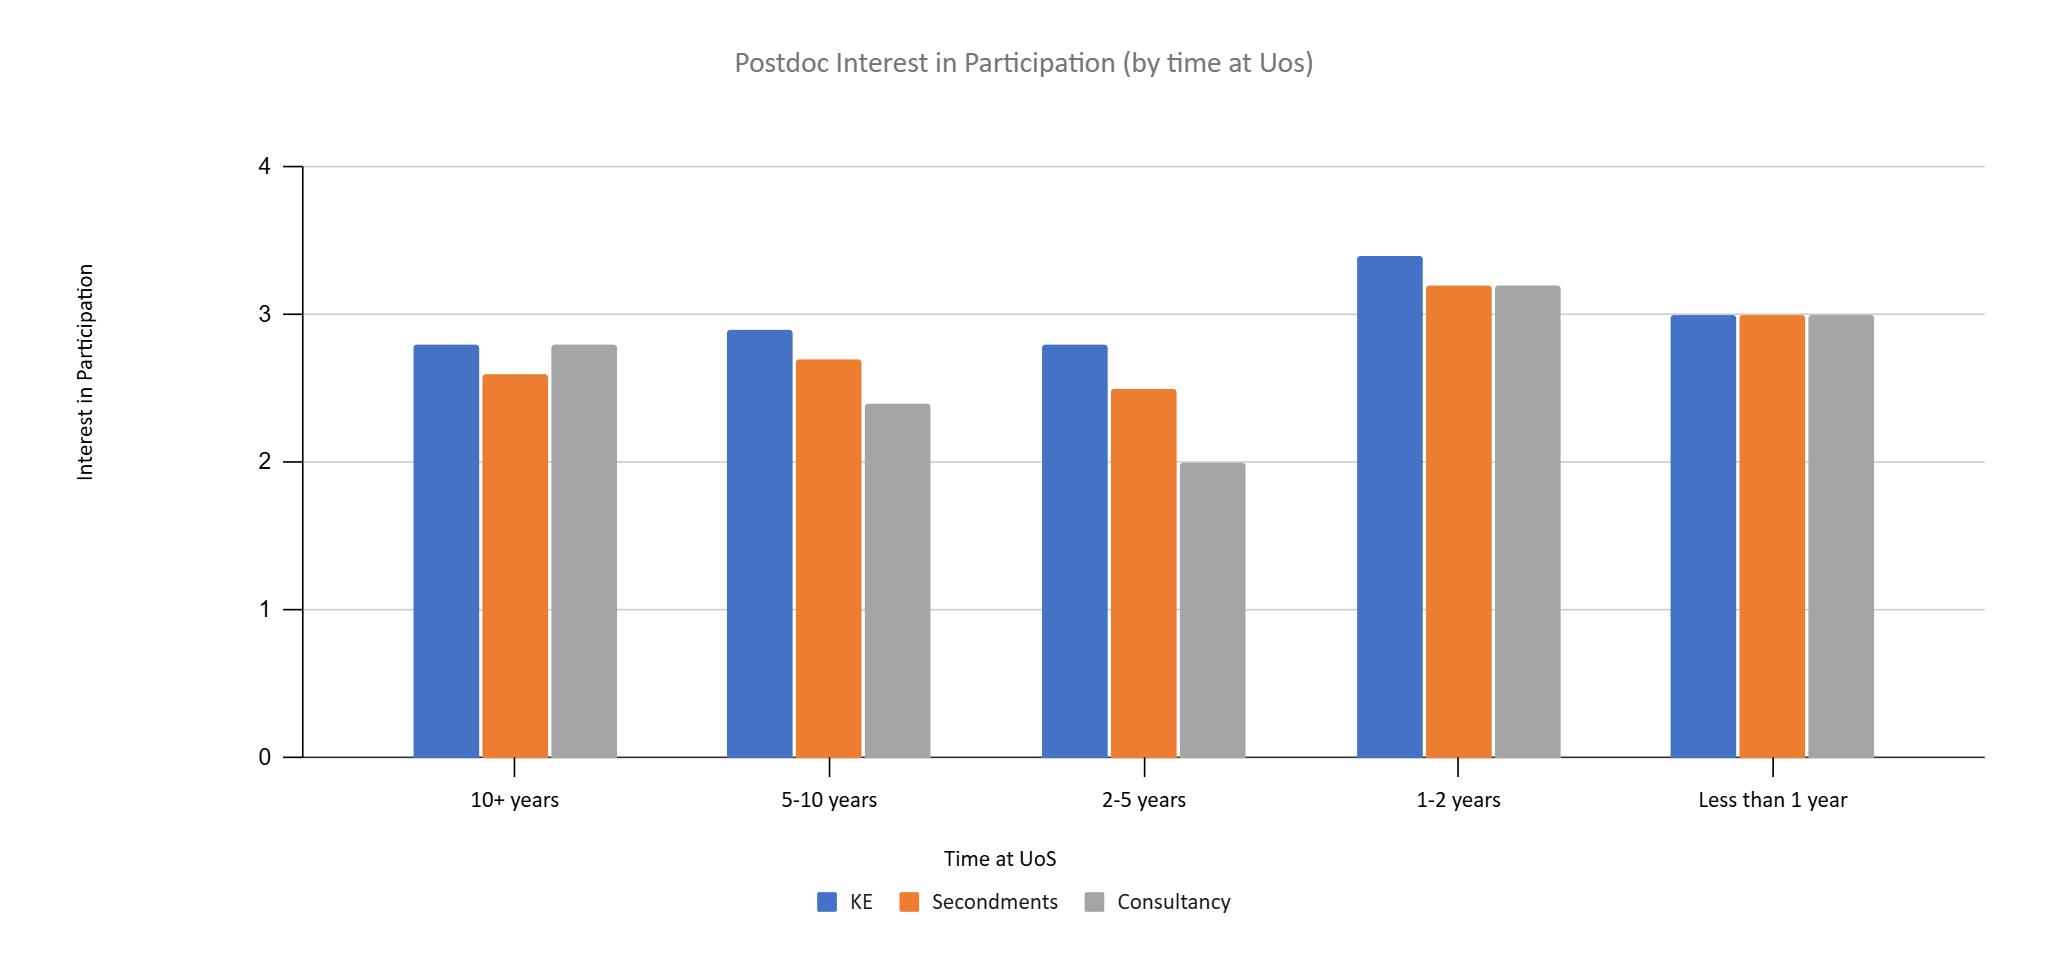 Postdoc Interest in Participation (by time at Uos)
Interest in Participation
4
3
2
1
0
10+ years 5-10 years 2-5 years 1-2 years Less than 1 year
Time at UoS
KE Secondments Consultancy